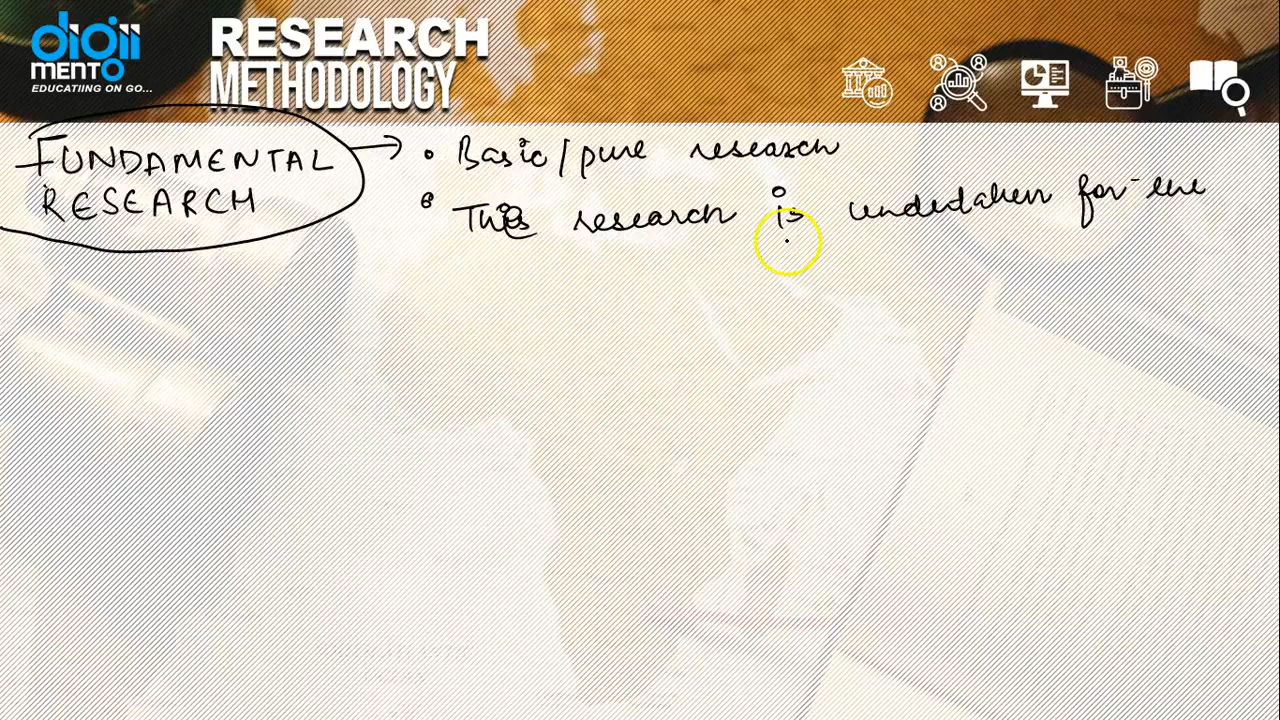 digii
MENTO
EDUCATIING ON GO...
RESEARCH
METHODOLOGY
FUNDAMENTAL
RESEARCH
• Basic/pure research
• This research is undertaken for the